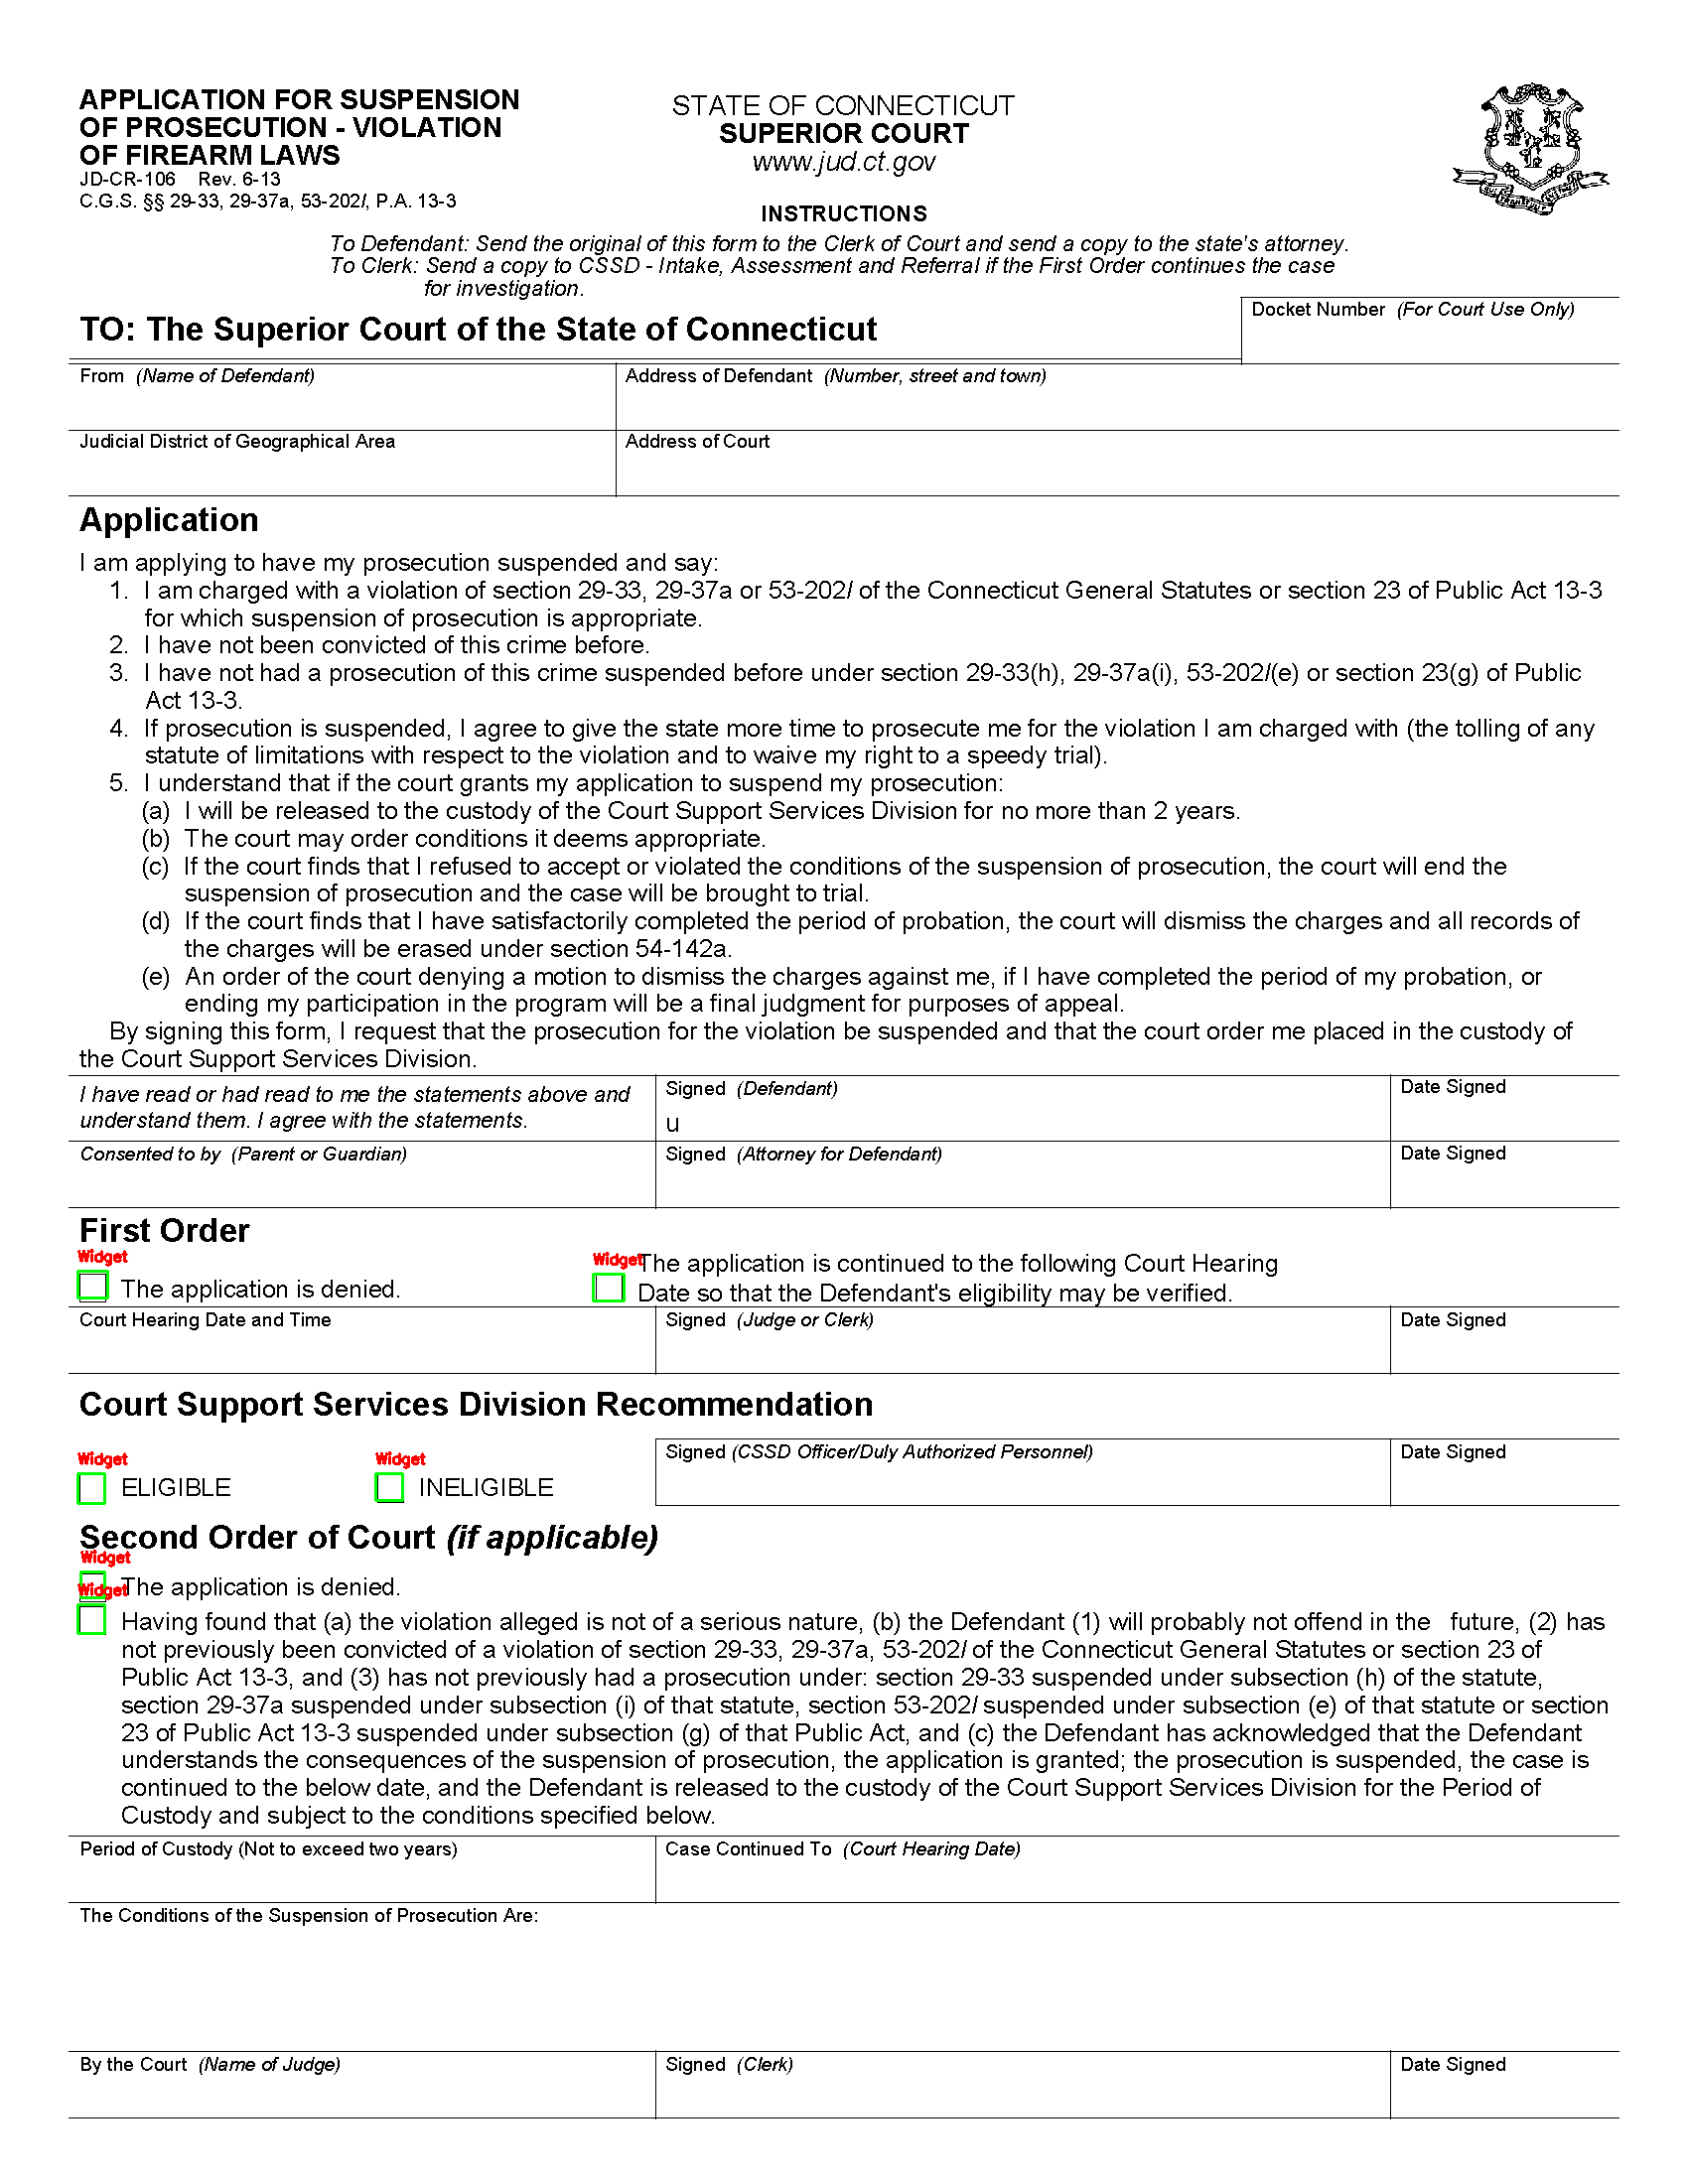 APPLICATION FOR SUSPENSION
OF PROSECUTION - VIOLATION
OF FIREARM LAWS
JD-CR-106 Rev. 6-13
C.G.S. §§ 29-33, 29-37a, 53-202l, P.A. 13-3
STATE OF CONNECTICUT
SUPERIOR COURT
www.jud.ct.gov
INSTRUCTIONS
To Defendant: Send the original of this form to the Clerk of Court and send a copy to the state's attorney.
To Clerk: Send a copy to CSSD - Intake, Assessment and Referral if the First Order continues the case
for investigation.
TO: The Superior Court of the State of Connecticut
Docket Number (For Court Use Only)
From (Name of Defendant)
Address of Defendant (Number, street and town)
Judicial District of Geographical Area
Address of Court
Application
I am applying to have my prosecution suspended and say:
1. I am charged with a violation of section 29-33, 29-37a or 53-202l of the Connecticut General Statutes or section 23 of Public Act 13-3
for which suspension of prosecution is appropriate.
2. I have not been convicted of this crime before.
3. I have not had a prosecution of this crime suspended before under section 29-33(h), 29-37a(i), 53-202l(e) or section 23(g) of Public
Act 13-3.
4. If prosecution is suspended, I agree to give the state more time to prosecute me for the violation I am charged with (the tolling of any
statute of limitations with respect to the violation and to waive my right to a speedy trial).
5. I understand that if the court grants my application to suspend my prosecution:
(a) I will be released to the custody of the Court Support Services Division for no more than 2 years.
(b) The court may order conditions it deems appropriate.
(c) If the court finds that I refused to accept or violated the conditions of the suspension of prosecution, the court will end the
suspension of prosecution and the case will be brought to trial.
(d) If the court finds that I have satisfactorily completed the period of probation, the court will dismiss the charges and all records of
the charges will be erased under section 54-142a.
(e) An order of the court denying a motion to dismiss the charges against me, if I have completed the period of my probation, or
ending my participation in the program will be a final judgment for purposes of appeal.
By signing this form, I request that the prosecution for the violation be suspended and that the court order me placed in the custody of
the Court Support Services Division.
I have read or had read to me the statements above and
understand them. I agree with the statements.
Signed (Defendant)
u
Date Signed
Consented to by (Parent or Guardian)
Signed (Attorney for Defendant)
Date Signed
First Order
Widget
The application is denied.
Widget
The application is continued to the following Court Hearing
Date so that the Defendant's eligibility may be verified.
Court Hearing Date and Time
Signed (Judge or Clerk)
Date Signed
Court Support Services Division Recommendation
Widget
ELIGIBLE
Widget
INELIGIBLE
Signed (CSSD Officer/Duly Authorized Personnel)
Date Signed
Second Order of Court (if applicable)
Widget
The application is denied.
Widget
Having found that (a) the violation alleged is not of a serious nature, (b) the Defendant (1) will probably not offend in the future, (2) has
not previously been convicted of a violation of section 29-33, 29-37a, 53-202l of the Connecticut General Statutes or section 23 of
Public Act 13-3, and (3) has not previously had a prosecution under: section 29-33 suspended under subsection (h) of the statute,
section 29-37a suspended under subsection (i) of that statute, section 53-202l suspended under subsection (e) of that statute or section
23 of Public Act 13-3 suspended under subsection (g) of that Public Act, and (c) the Defendant has acknowledged that the Defendant
understands the consequences of the suspension of prosecution, the application is granted; the prosecution is suspended, the case is
continued to the below date, and the Defendant is released to the custody of the Court Support Services Division for the Period of
Custody and subject to the conditions specified below.
Period of Custody (Not to exceed two years)
Case Continued To (Court Hearing Date)
The Conditions of the Suspension of Prosecution Are:
By the Court (Name of Judge)
Signed (Clerk)
Date Signed